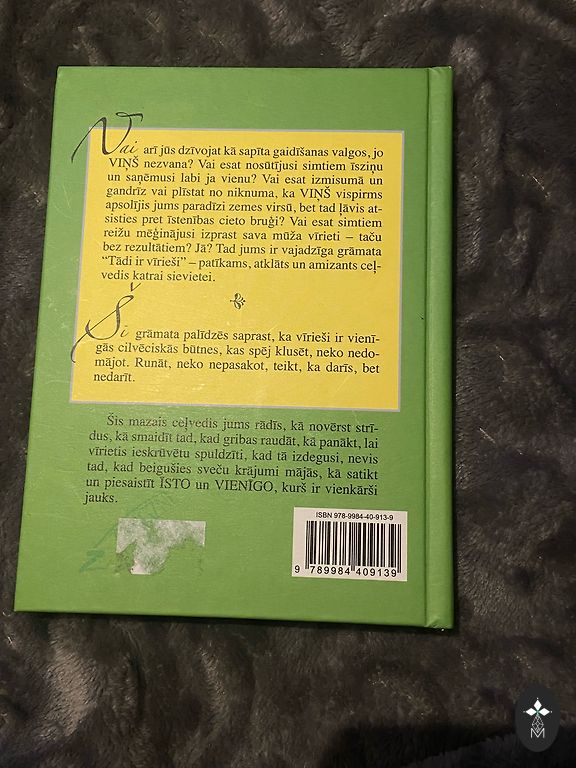 Vai arī jūs dzīvojat kā sapīta gaidīšanas valgos, jo
VIŅŠ nezvana? Vai esat nosūtījusi simtiem īsziņu
un saņēmusi labi ja vienu? Vai esat izmisumā un
gandrīz vai plīstat no niknuma, ka VIŅŠ vispirms
apsolījis jums paradīzi zemes virsū, bet tad ļāvis at-
sisties pret īstenības cieto bruģi? Vai esat simtiem
reižu mēģinājusi izprast sava mūža vīrieti – taču
bez rezultātiem? Jā? Tad jums ir vajadzīga grāmata
“Tādi ir vīrieši” – patīkams, atklāts un amizants ceļ-
vedis katrai sievietei.
Šī grāmata palīdzēs saprast, ka vīrieši ir vienī-
gās cilvēciskās būtnes, kas spēj klusēt, neko nedo-
mājot. Runāt, neko nepasakot, teikt, ka darīs, bet
nedarīt.
Šis mazais ceļvedis jums rādīs, kā novērst strī-
dus, kā smaidīt tad, kad gribas raudāt, kā panākt, lai
vīrietis ieskrūvētu spuldzīti, kad tā izdegusi, nevis
tad, kad beigušies sveču krājumi mājās, kā satikt
un piesaistīt ĪSTO un VIENĪGO, kurš ir vienkārši
jauks.
ISBN 978-9984-40-913-9
9 789984 409139
M